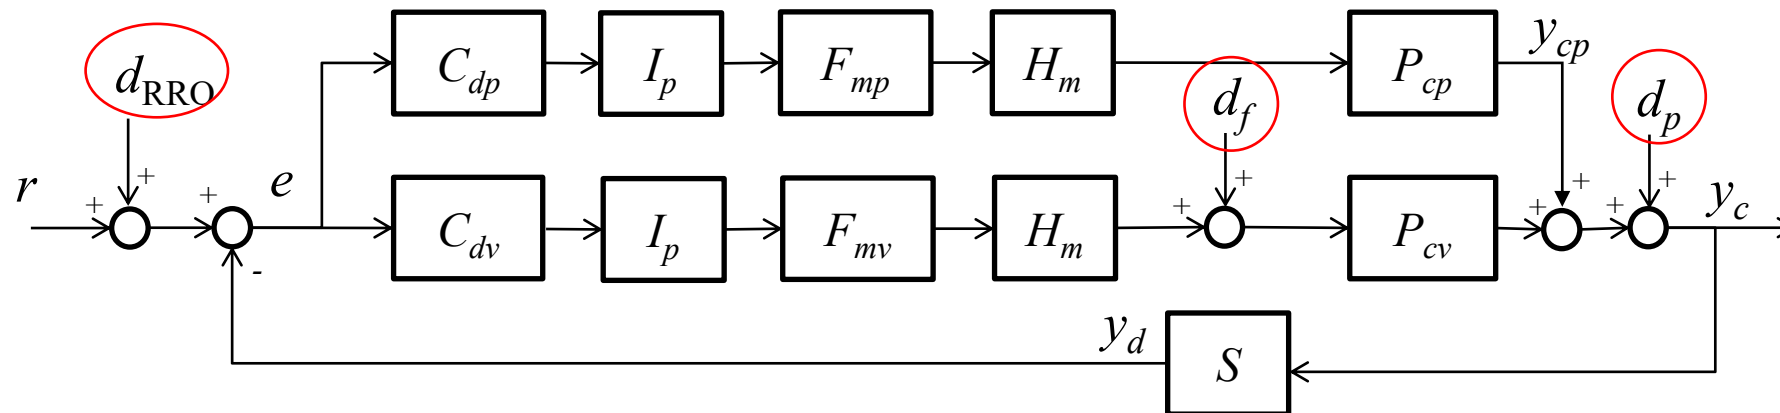 d_RRO
C_dp I_p F_mp H_m P_cp y_cp
d_f d_p
r + + + e
C_dv I_p F_mv H_m + + P_cv + + + + y_c
-
y_d S